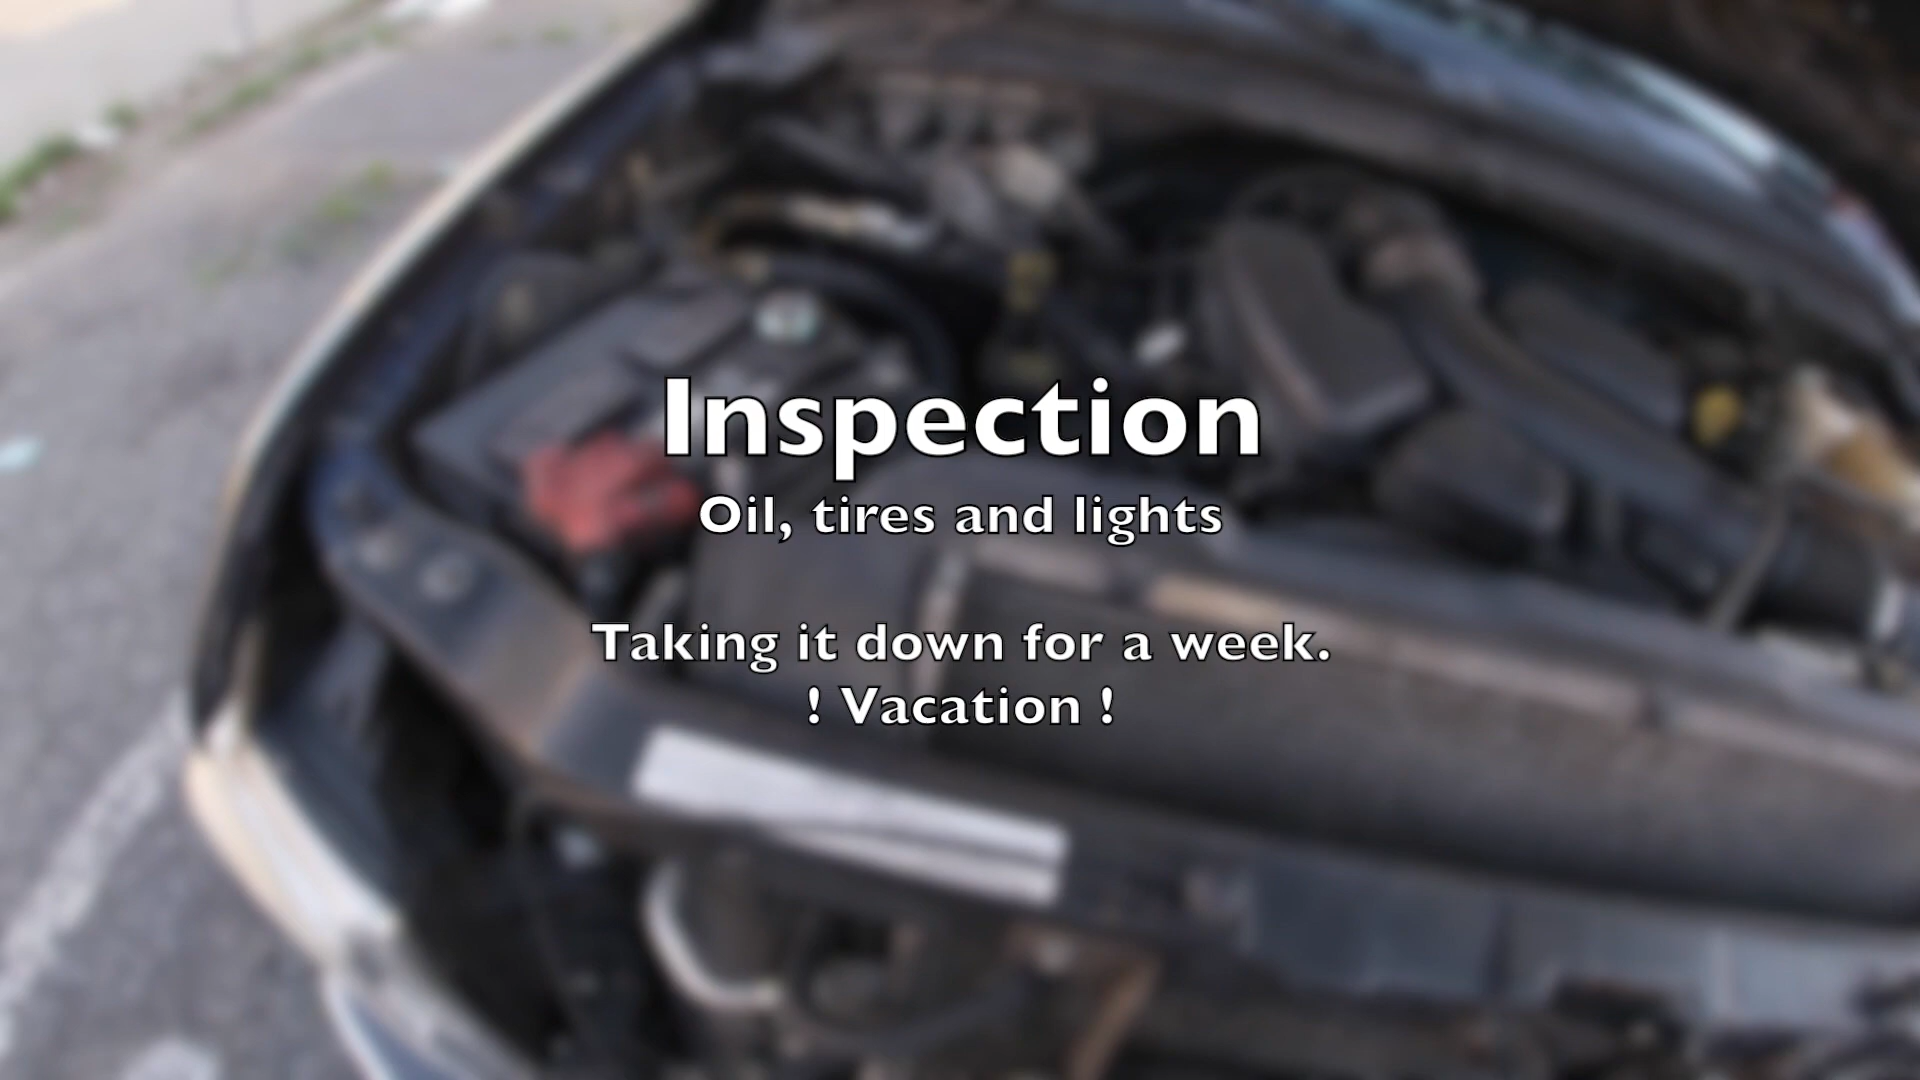 Inspection
Oil, tires and lights
Taking it down for a week.
! Vacation !